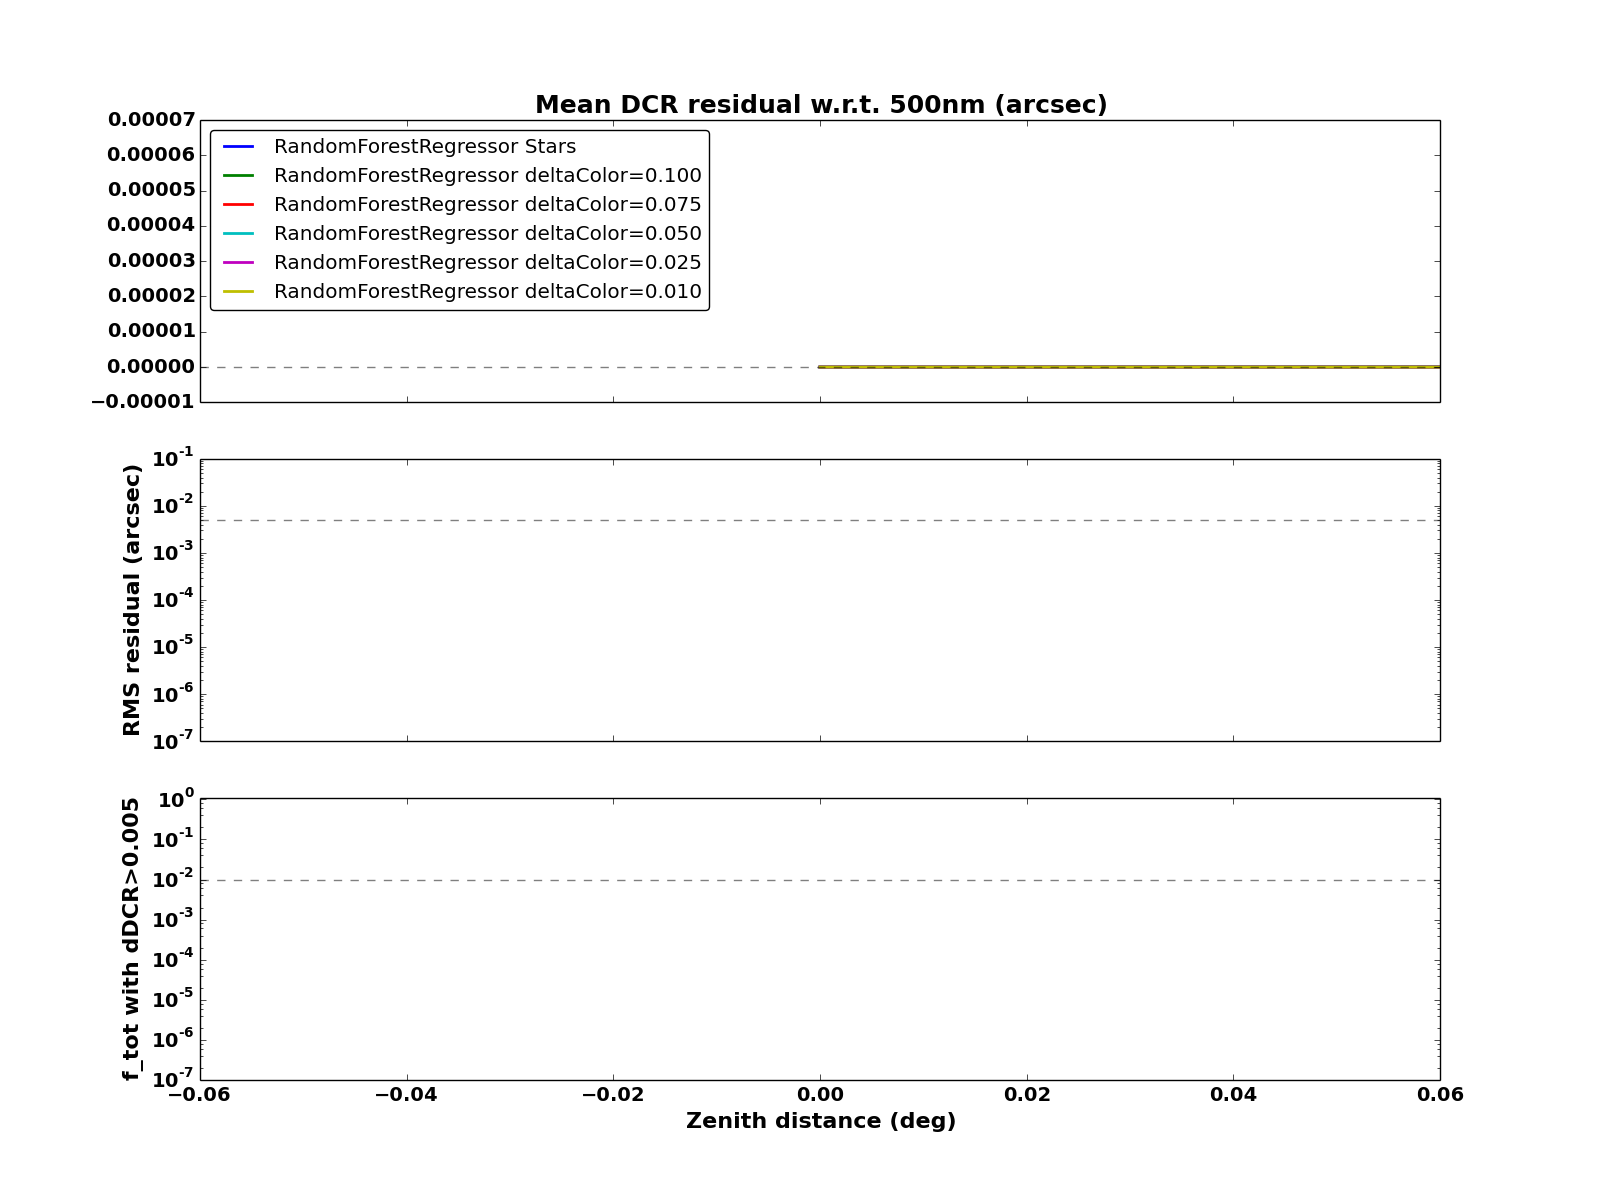 Mean DCR residual w.r.t. 500nm (arcsec)
0.00007
0.00006
0.00005
0.00004
0.00003
0.00002
0.00001
0.00000
−0.00001
RandomForestRegressor Stars
RandomForestRegressor deltaColor=0.100
RandomForestRegressor deltaColor=0.075
RandomForestRegressor deltaColor=0.050
RandomForestRegressor deltaColor=0.025
RandomForestRegressor deltaColor=0.010
RMS residual (arcsec)
10^-1
10^-2
10^-3
10^-4
10^-5
10^-6
10^-7
f_tot with dDCR>0.005
10^0
10^-1
10^-2
10^-3
10^-4
10^-5
10^-6
10^-7
−0.06 −0.04 −0.02 0.00 0.02 0.04 0.06
Zenith distance (deg)